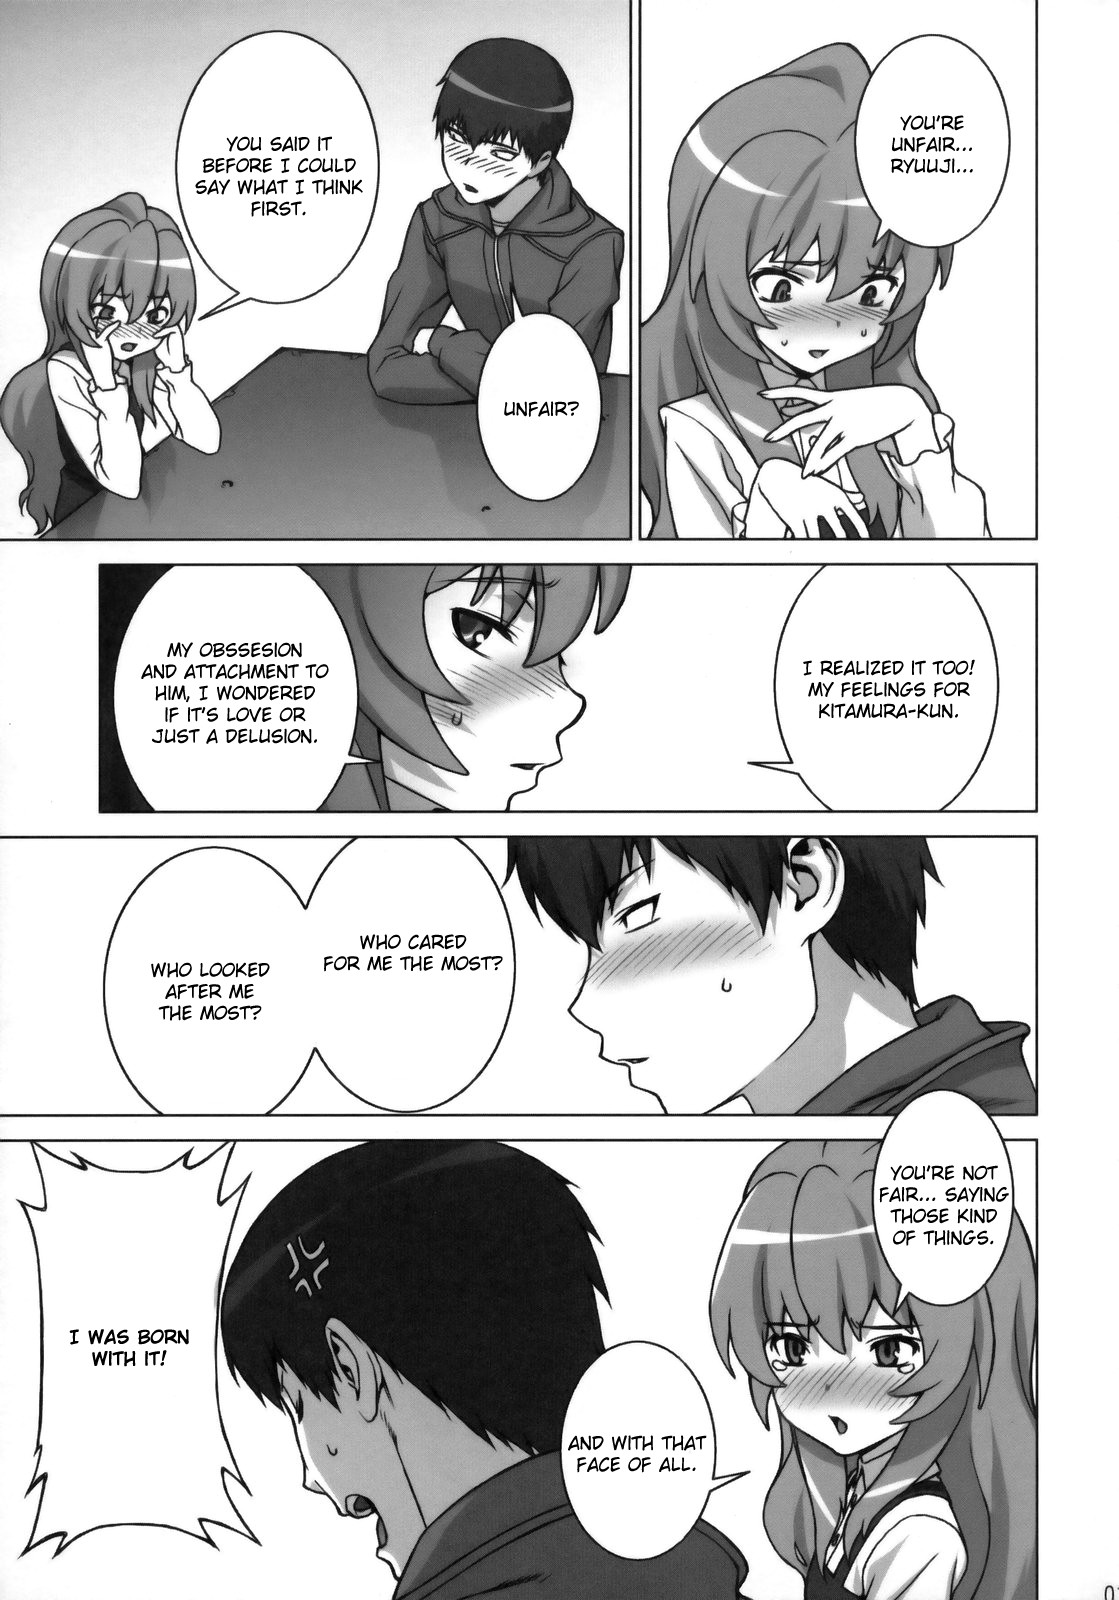 YOU'RE
UNFAIR...
RYUUJI...
YOU SAID IT
BEFORE I COULD
SAY WHAT I THINK
FIRST.
UNFAIR?
I REALIZED IT TOO!
MY FEELINGS FOR
KITAMURA-KUN.
MY OBSSESION
AND ATTACHMENT TO
HIM, I WONDERED
IF IT'S LOVE OR
JUST A DELUSION.
WHO CARED
FOR ME THE MOST?
WHO LOOKED
AFTER ME
THE MOST?
YOU'RE NOT
FAIR... SAYING
THOSE KIND
OF THINGS.
AND WITH THAT
FACE OF ALL.
I WAS BORN
WITH IT!